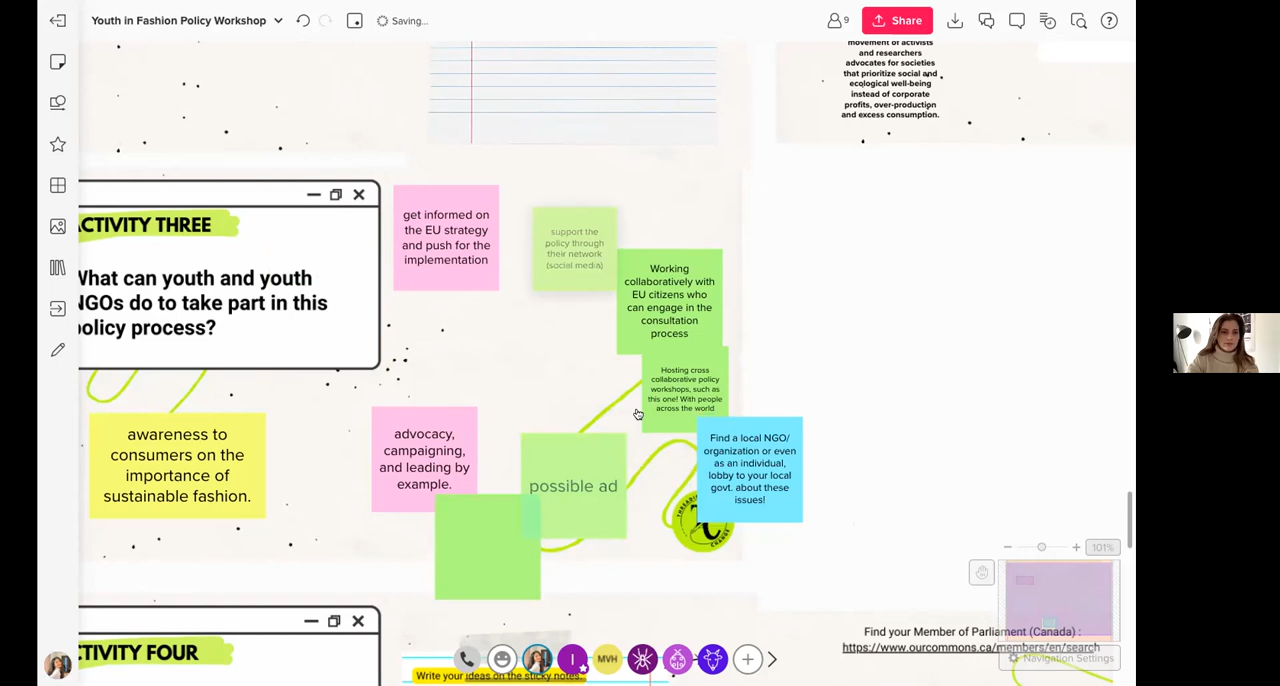 Youth in Fashion Policy Workshop
Saving...
9
Share
movement of activists
and researchers
advocates for societies
that prioritize social and
ecological well-being
instead of corporate
profits, over-production
and excess consumption.
CTIVITY THREE
What can youth and youth
NGOs do to take part in this
policy process?
get informed on
the EU strategy
and push for the
implementation
support the
policy through
their network
(social media)
Working
collaboratively with
EU citizens who
can engage in the
consultation
process
Hosting cross
collaborative policy
workshops, such as
this one! With people
across the world
awareness to
consumers on the
importance of
sustainable fashion.
advocacy,
campaigning,
and leading by
example.
possible ad
Find a local NGO/
organization or even
as an individual,
lobby to your local
govt. about these
issues!
CHANGE
101%
CTIVITY FOUR
Write your ideas on the sticky notes.
MVH
Find your Member of Parliament (Canada) :
https://www.ourcommons.ca/members/en/search
Navigation Settings